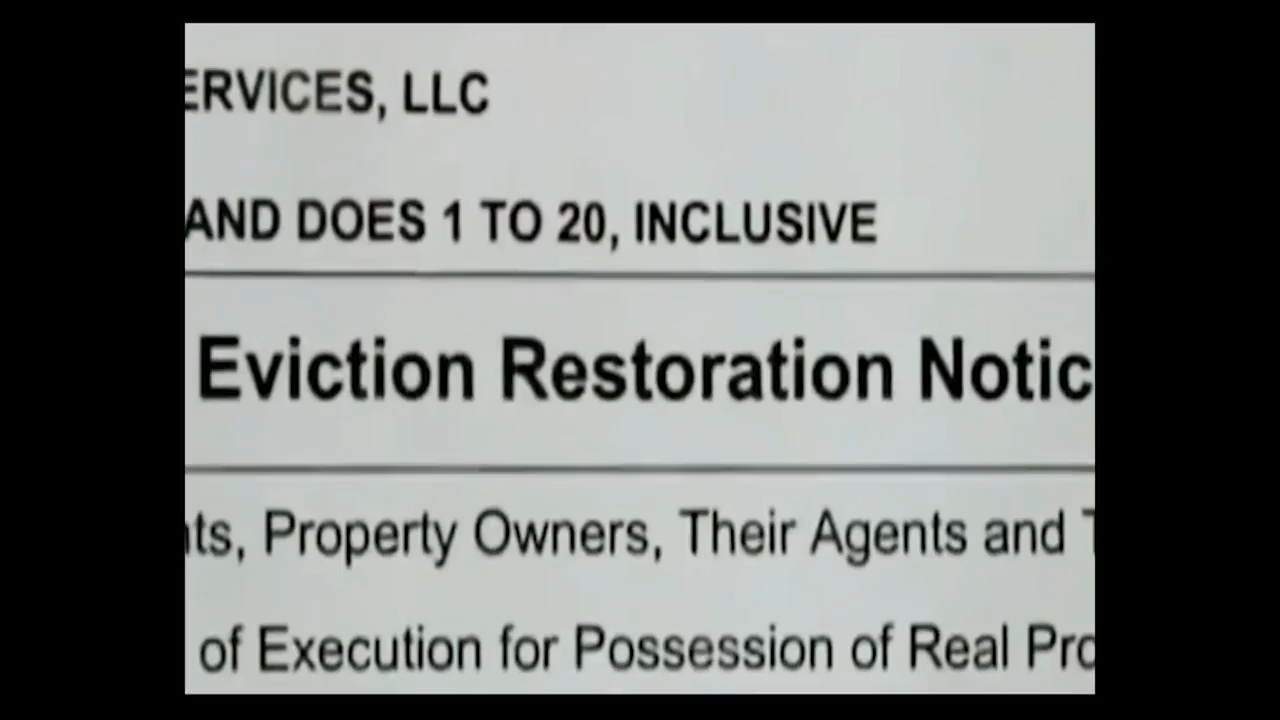 ERVICES, LLC
AND DOES 1 TO 20, INCLUSIVE
Eviction Restoration Notic
ts, Property Owners, Their Agents and T
of Execution for Possession of Real Pro